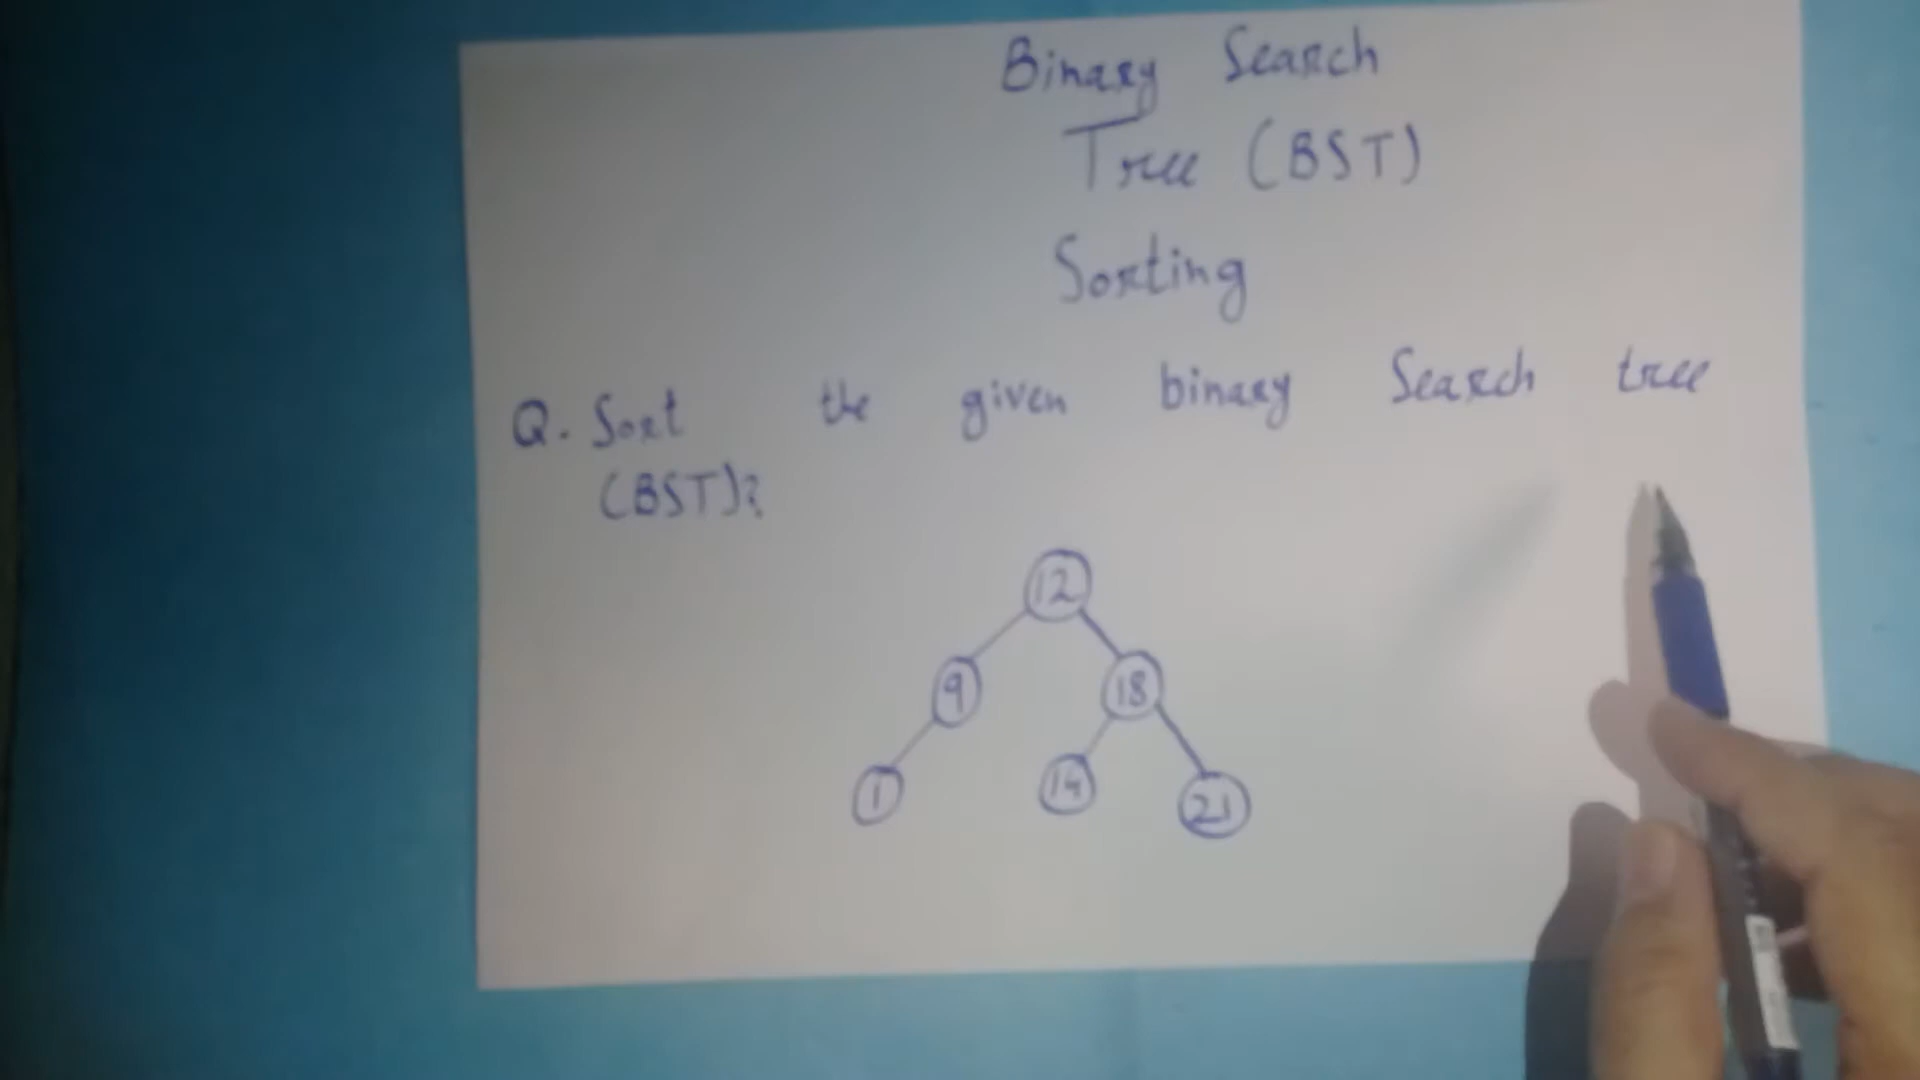 Binary Search
Tree (BST)
Sorting
Q. Sort the given binary Search tree
(BST)?
12
9 18
1 14 21